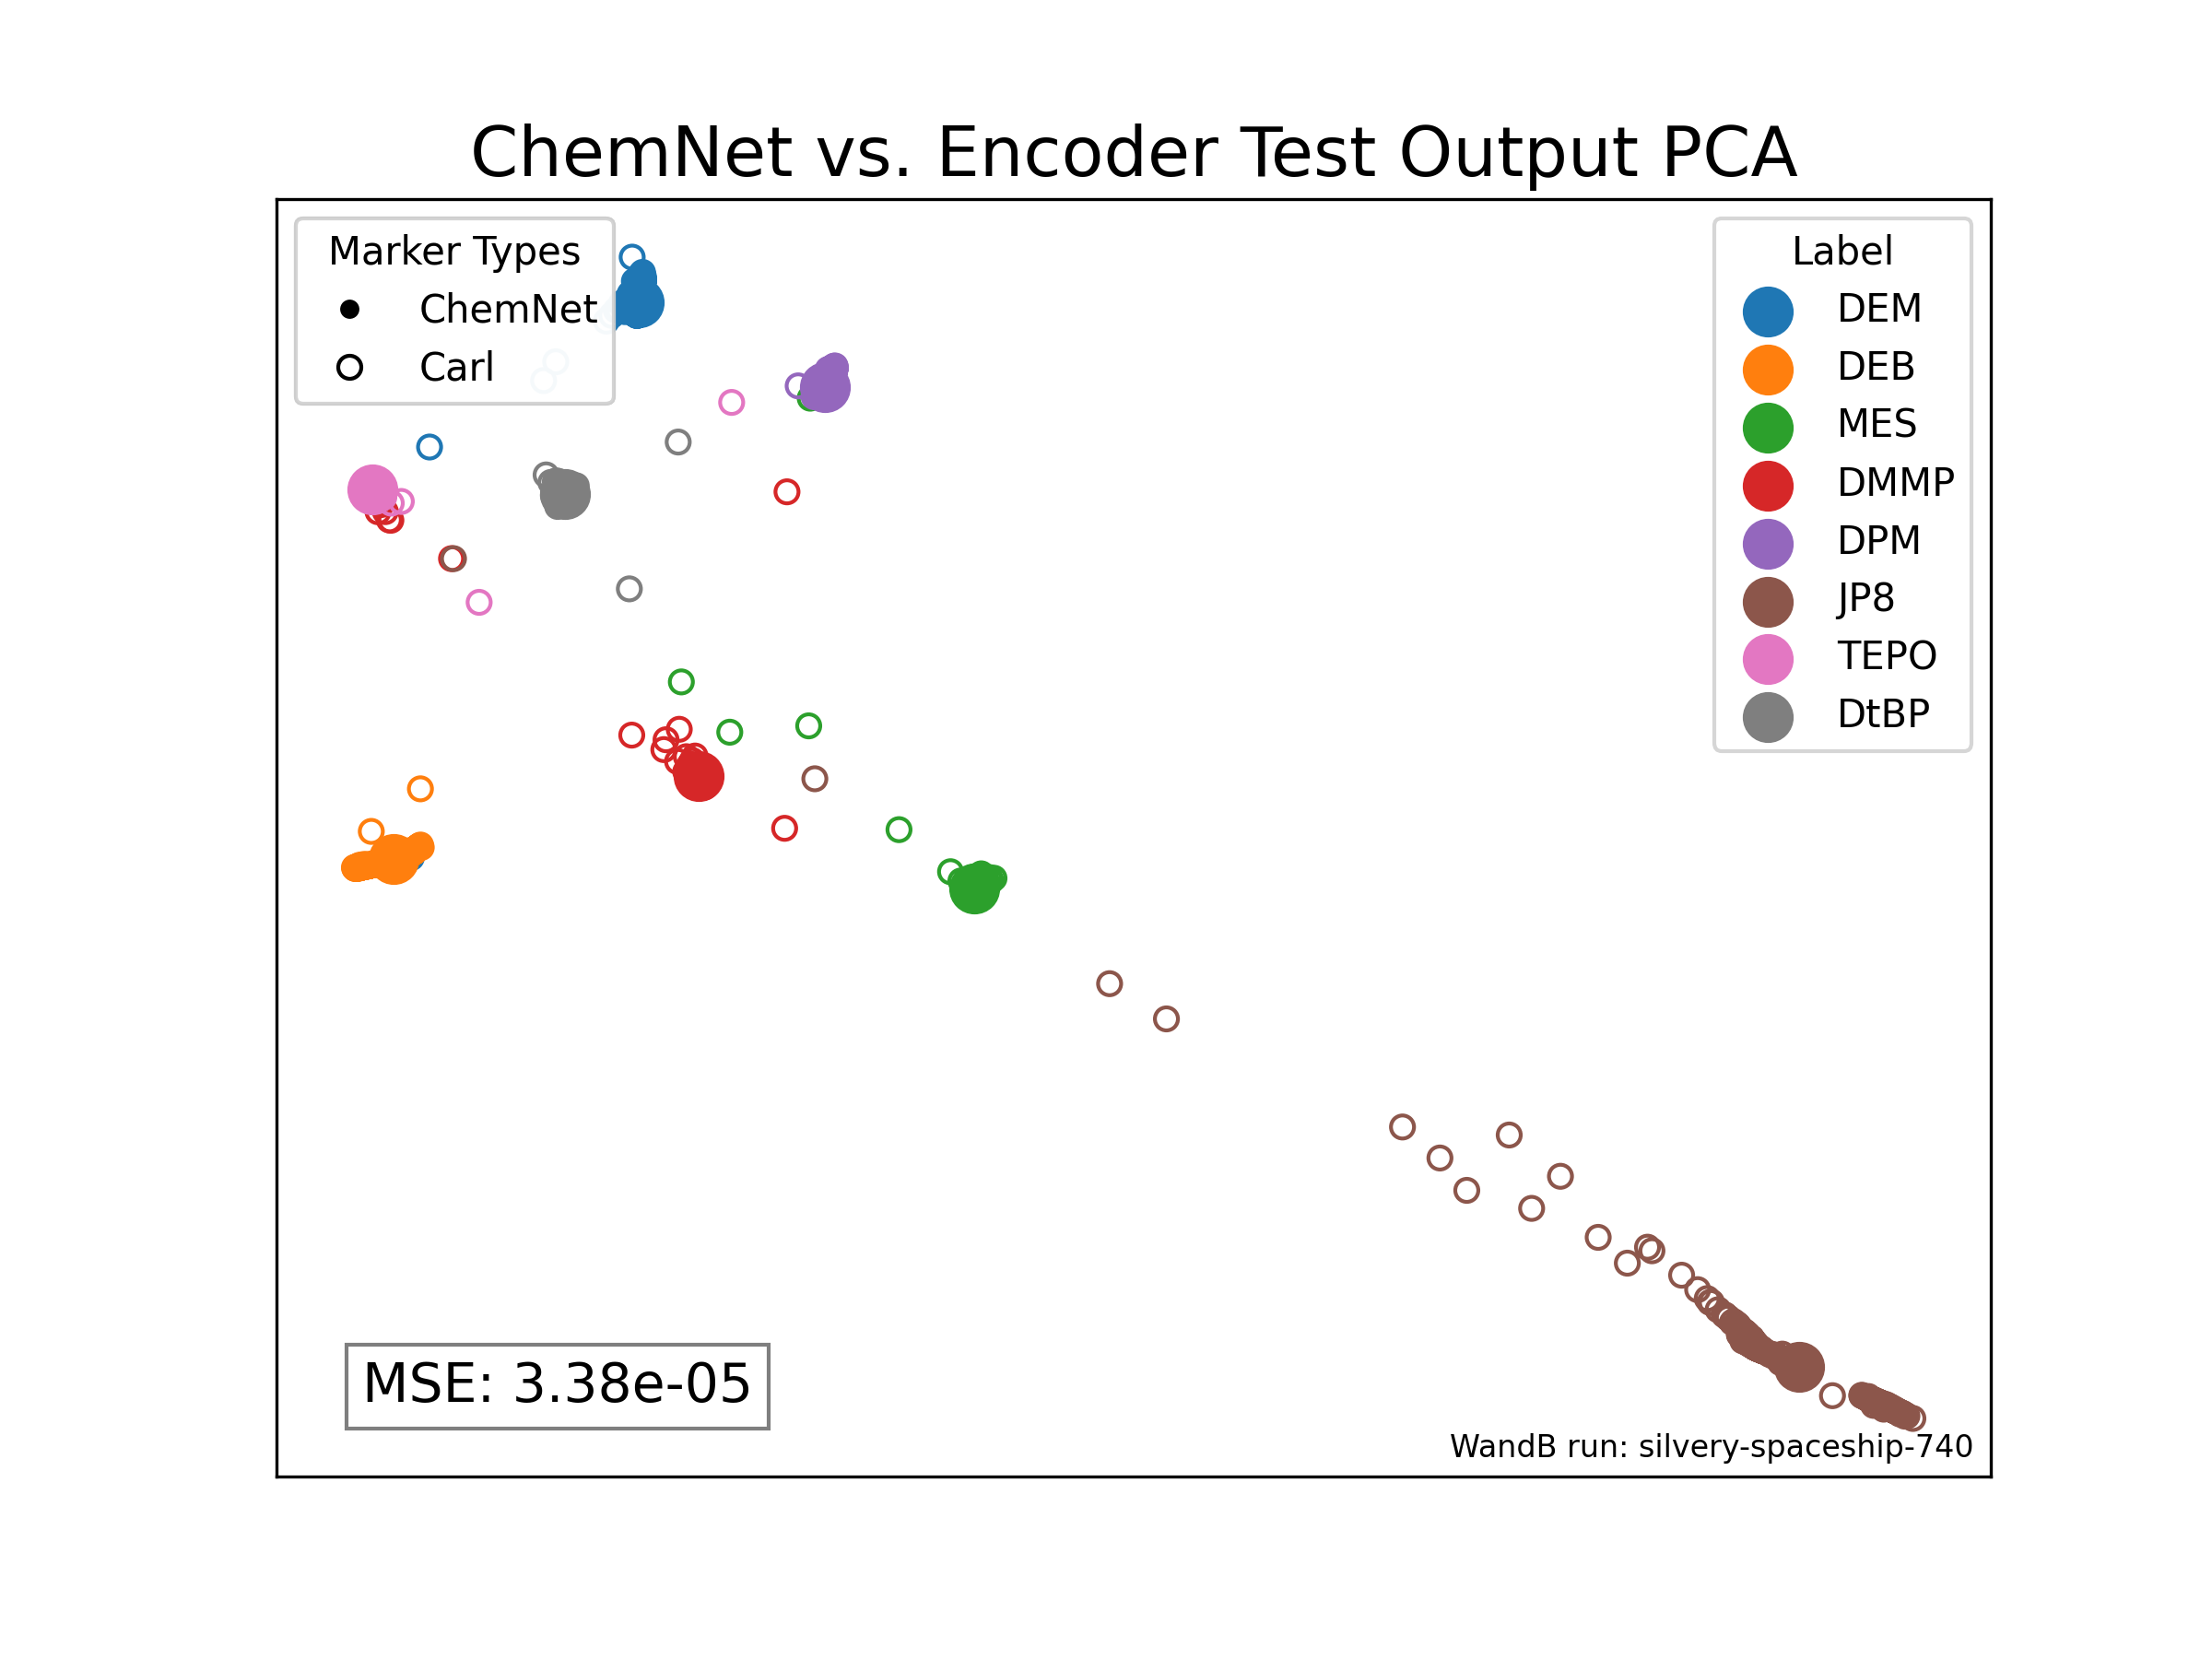 ChemNet vs. Encoder Test Output PCA
Marker Types
ChemNet
Carl
Label
DEM
DEB
MES
DMMP
DPM
JP8
TEPO
DtBP
MSE: 3.38e-05
WandB run: silvery-spaceship-740